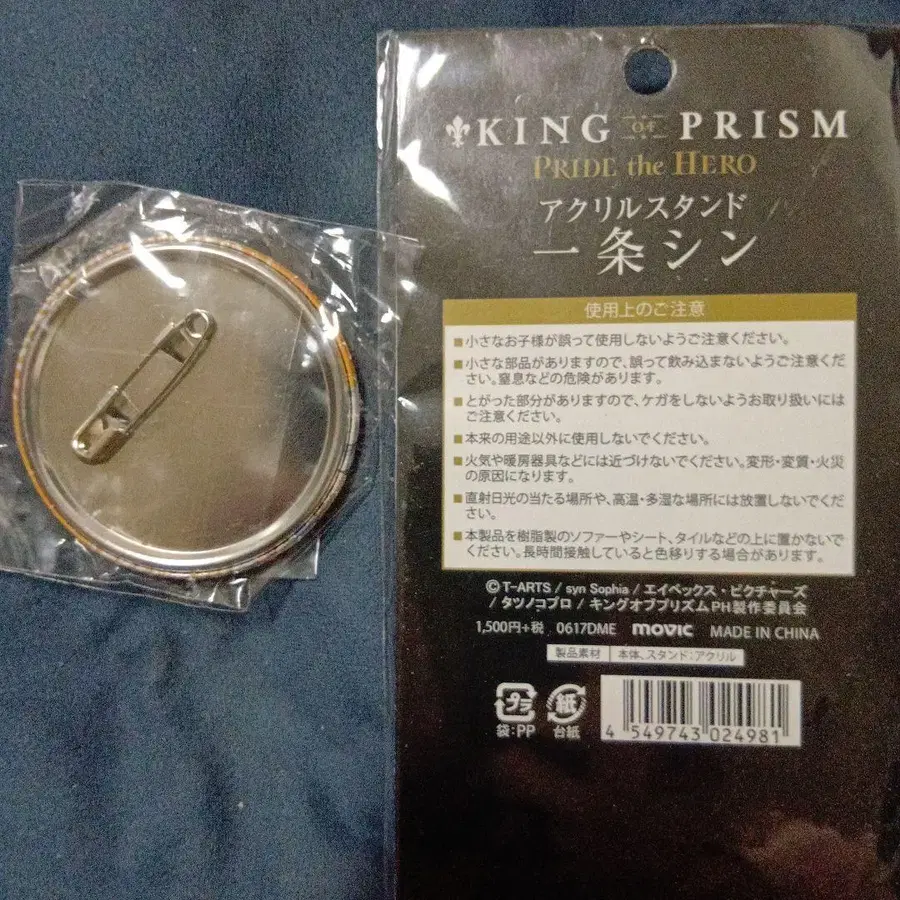 KING OF PRISM
PRIDE the HERO
アクリルスタンド
一条シン
使用上のご注意
■小さなお子様が誤って使用しないようご注意ください。
■小さな部品がありますので、誤って飲み込まないようご注意くだ
さい。窒息などの危険があります。
■とがった部分がありますので、ケガをしないようお取り扱いには
ご注意ください。
■本来の用途以外に使用しないでください。
■火気や暖房器具などには近づけないでください。変形・変質・火災
の原因になります。
■直射日光の当たる場所や、高温・多湿な場所には放置しないでくだ
さい。
■本製品を樹脂製のソファーやシート、タイルなどの上に置かないで
ください。長時間接触していると色移りする場合があります。
© T-ARTS / syn Sophia / エイベックス・ピクチャーズ
/ タツノコプロ / キングオブプリズムPH製作委員会
1,500円+税 0617DME movic MADE IN CHINA
製品素材 本体、スタンド:アクリル
プラ 紙
袋:PP 台紙
4 549743 024981